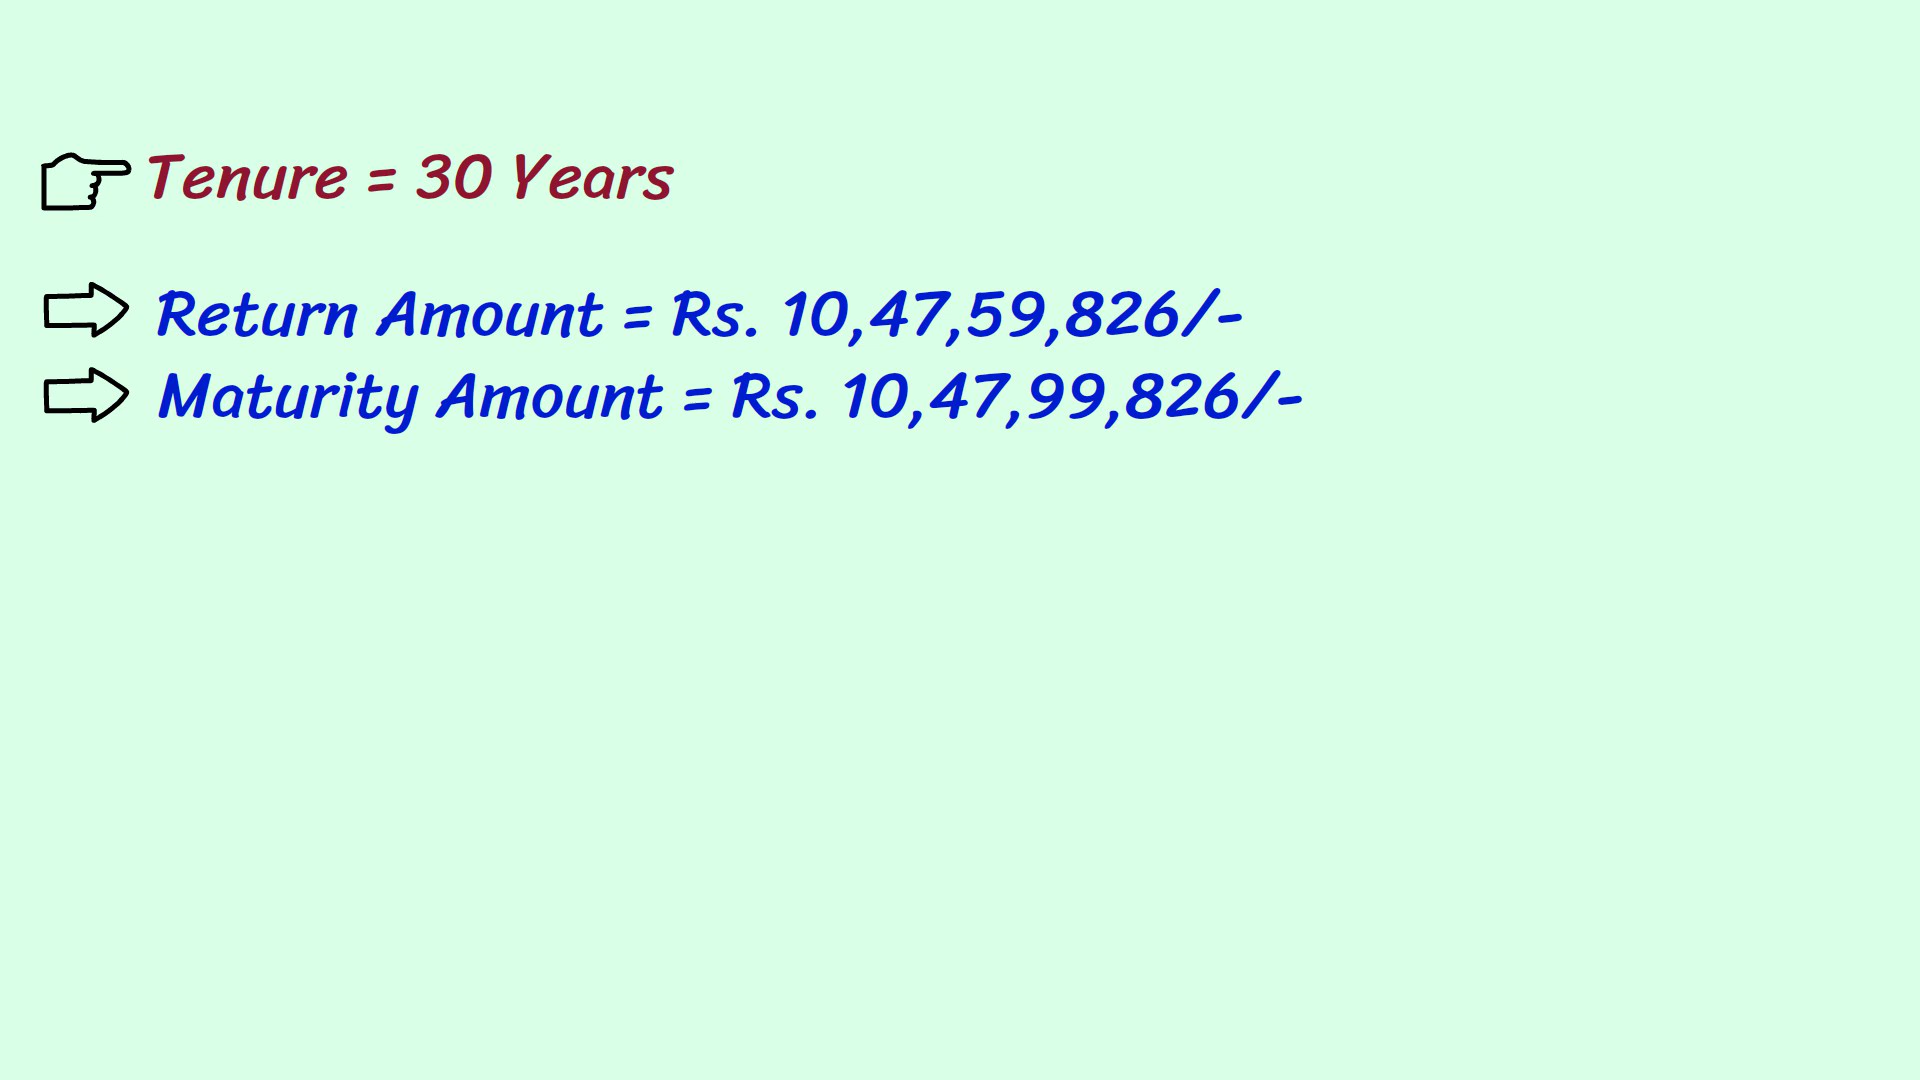 Tenure = 30 Years
Return Amount = Rs. 10,47,59,826/-
Maturity Amount = Rs. 10,47,99,826/-